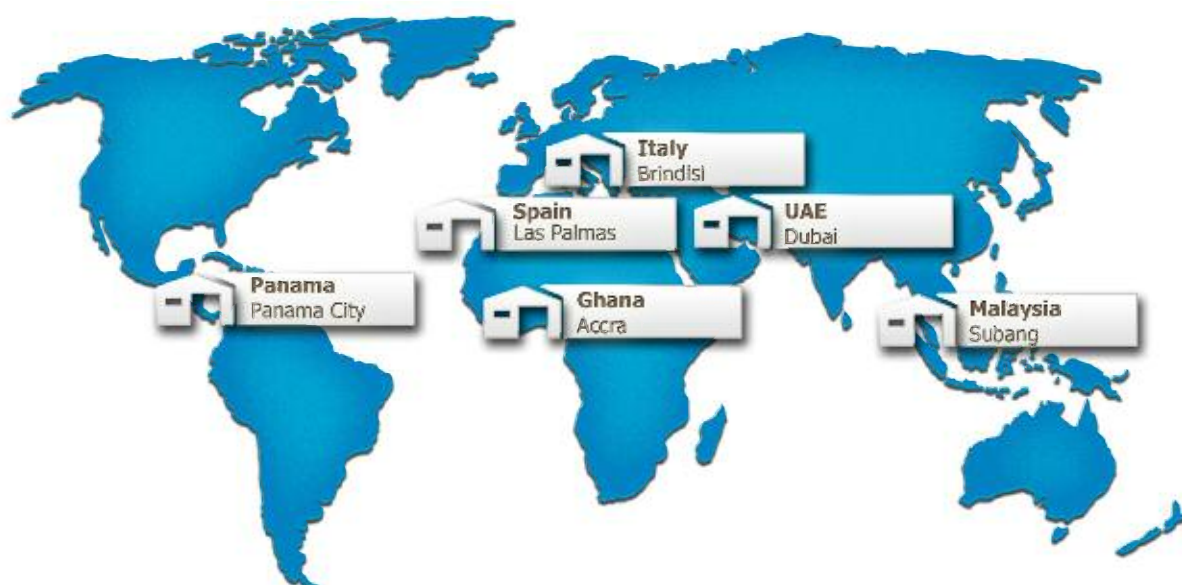 Italy
Brindisi
Spain
Las Palmas
UAE
Dubai
Panama
Panama City
Ghana
Accra
Malaysia
Subang